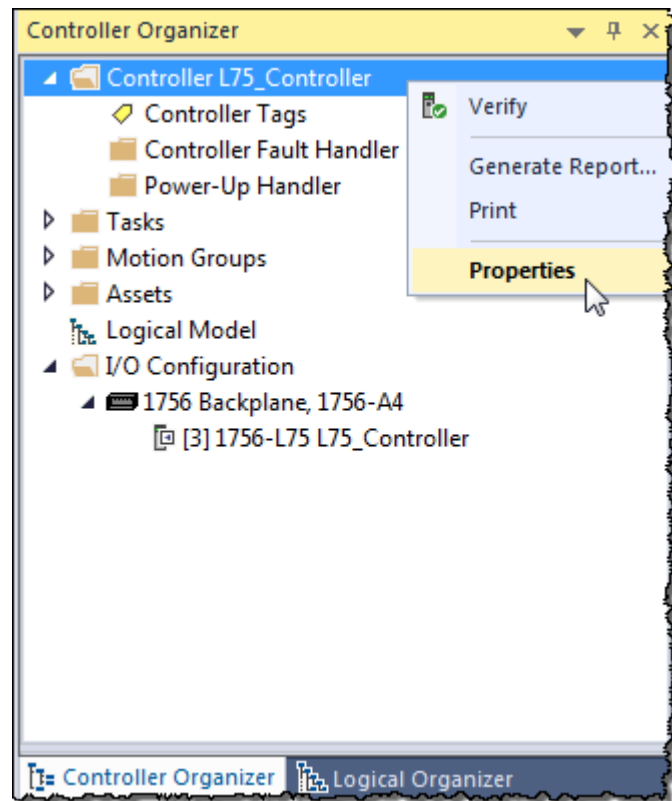 Controller Organizer
Controller L75_Controller
Controller Tags
Controller Fault Handler
Power-Up Handler
Tasks
Motion Groups
Assets
Logical Model
I/O Configuration
1756 Backplane, 1756-A4
[3] 1756-L75 L75_Controller
Verify
Generate Report...
Print
Properties
Controller Organizer
Logical Organizer